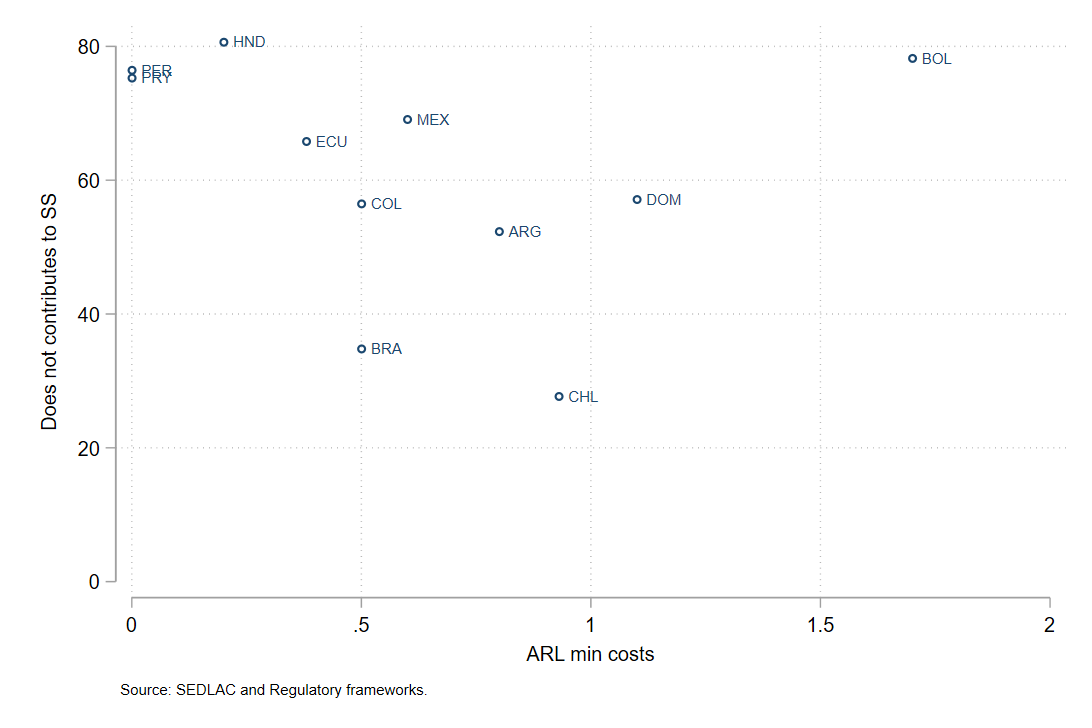 80
60
40
20
0
Does not contributes to SS
HND
PER
PRY
BOL
MEX
ECU
COL
DOM
ARG
BRA
CHL
0 .5 1 1.5 2
ARL min costs
Source: SEDLAC and Regulatory frameworks.